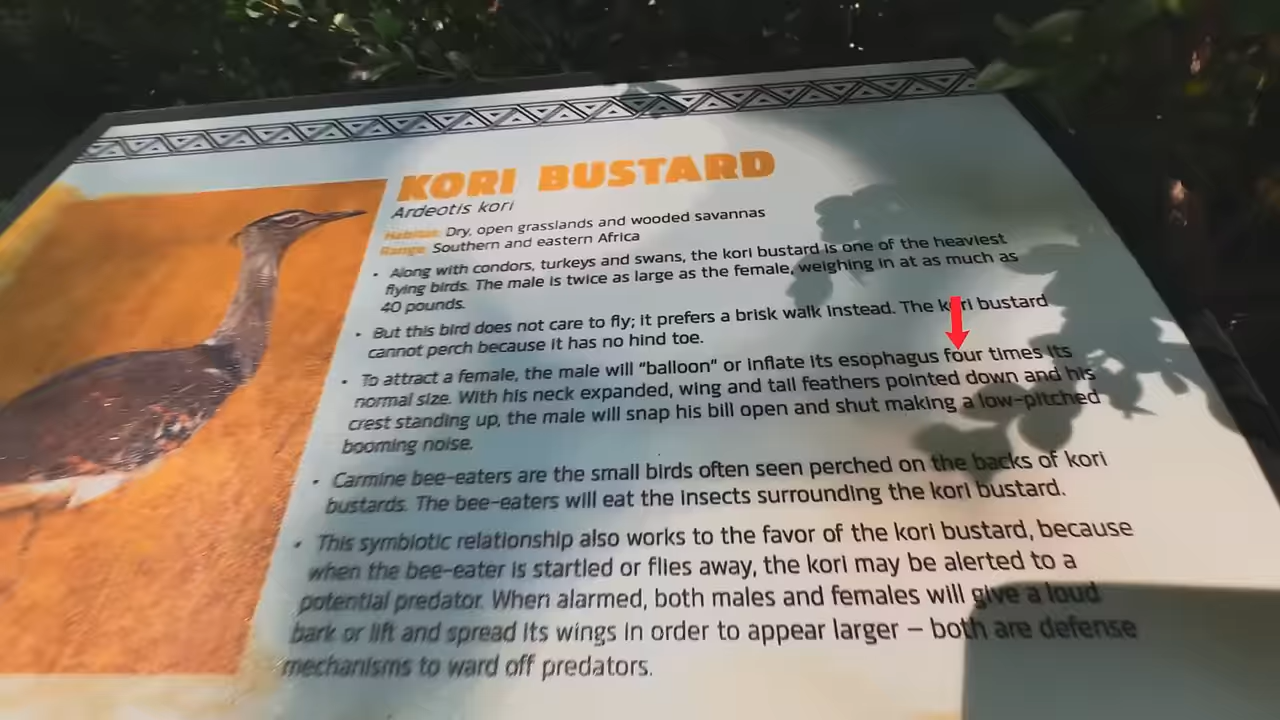 KORI BUSTARD
Ardeotis kori
Habitat: Dry, open grasslands and wooded savannas
Range: Southern and eastern Africa
• Along with condors, turkeys and swans, the kori bustard is one of the heaviest
flying birds. The male is twice as large as the female, weighing in at as much as
40 pounds.
• But this bird does not care to fly; it prefers a brisk walk instead. The kori bustard
cannot perch because it has no hind toe.
• To attract a female, the male will "balloon" or inflate its esophagus four times its
normal size. With his neck expanded, wing and tail feathers pointed down and his
crest standing up, the male will snap his bill open and shut making a low-pitched
booming noise.
• Carmine bee-eaters are the small birds often seen perched on the backs of kori
bustards. The bee-eaters will eat the insects surrounding the kori bustard.
• This symbiotic relationship also works to the favor of the kori bustard, because
when the bee-eater is startled or flies away, the kori may be alerted to a
potential predator. When alarmed, both males and females will give a loud
bark or lift and spread its wings in order to appear larger – both are defense
mechanisms to ward off predators.